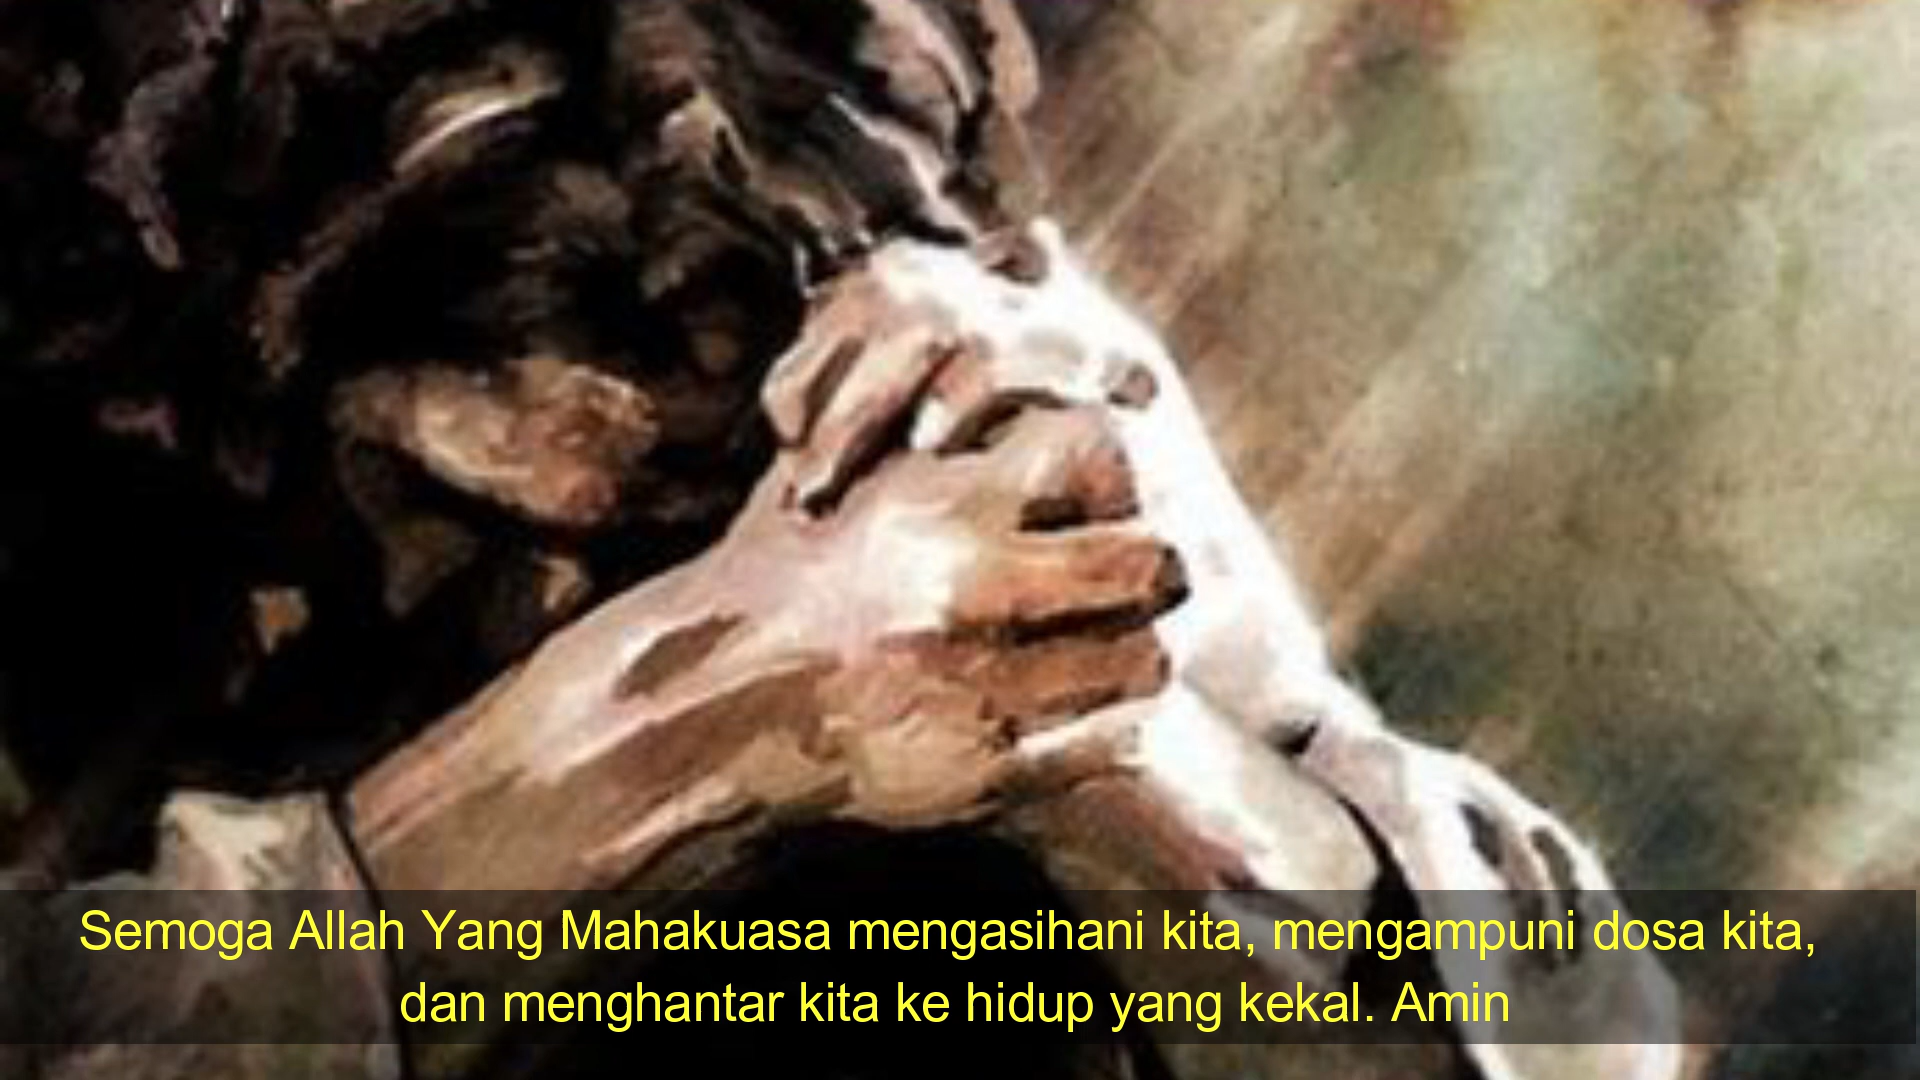 Semoga Allah Yang Mahakuasa mengasihani kita, mengampuni dosa kita,
dan menghantar kita ke hidup yang kekal. Amin